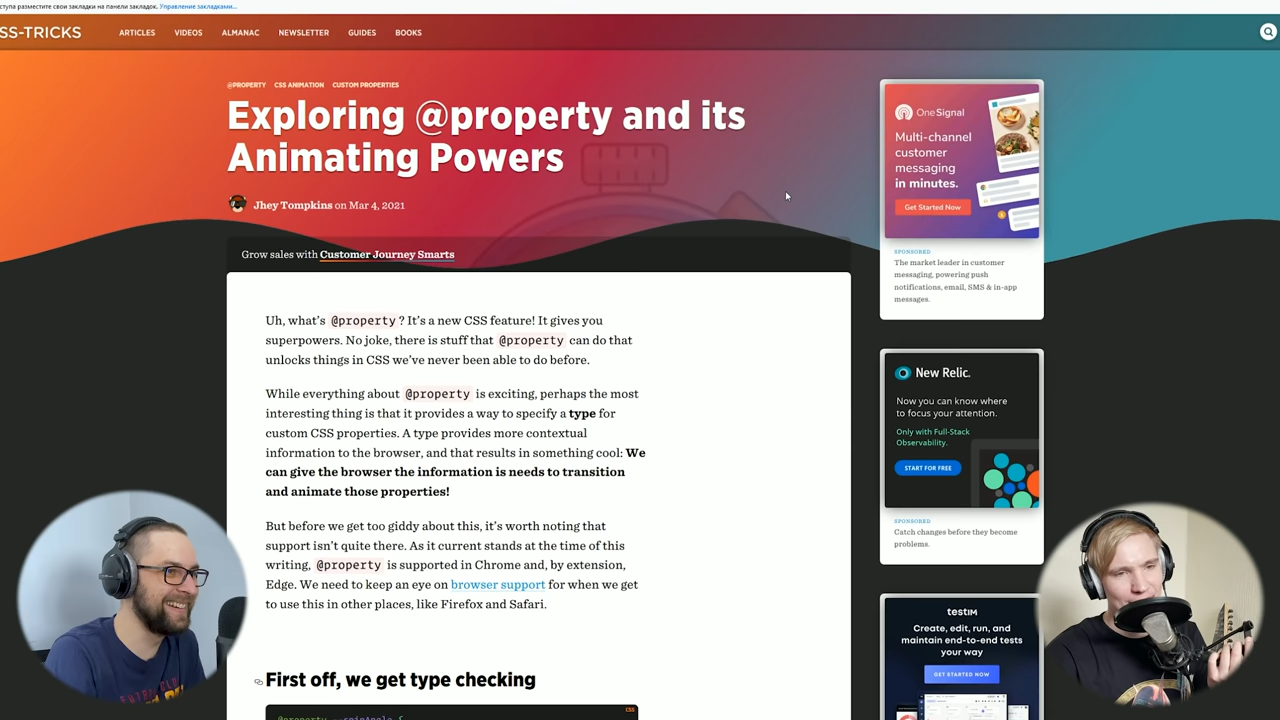 ступа разместите свои закладки на панели закладок. Управление закладками...
SS-TRICKS
ARTICLES VIDEOS ALMANAC NEWSLETTER GUIDES BOOKS
@PROPERTY CSS ANIMATION CUSTOM PROPERTIES
Exploring @property and its
Animating Powers
Jhey Tompkins on Mar 4, 2021
Grow sales with Customer Journey Smarts
Uh, what's @property? It's a new CSS feature! It gives you
superpowers. No joke, there is stuff that @property can do that
unlocks things in CSS we've never been able to do before.
While everything about @property is exciting, perhaps the most
interesting thing is that it provides a way to specify a type for
custom CSS properties. A type provides more contextual
information to the browser, and that results in something cool: We
can give the browser the information is needs to transition
and animate those properties!
But before we get too giddy about this, it's worth noting that
support isn't quite there. As it current stands at the time of this
writing, @property is supported in Chrome and, by extension,
Edge. We need to keep an eye on browser support for when we get
to use this in other places, like Firefox and Safari.
First off, we get type checking
CSS
@property --spinAngle {
OneSignal
Multi-channel
customer
messaging
in minutes.
Get Started Now
SPONSORED
The market leader in customer
messaging, powering push
notifications, email, SMS & in-app
messages.
New Relic.
Now you can know where
to focus your attention.
Only with Full-Stack
Observability.
START FOR FREE
SPONSORED
Catch changes before they become
problems.
testim
Create, edit, run, and
maintain end-to-end tests
your way
GET STARTED NOW